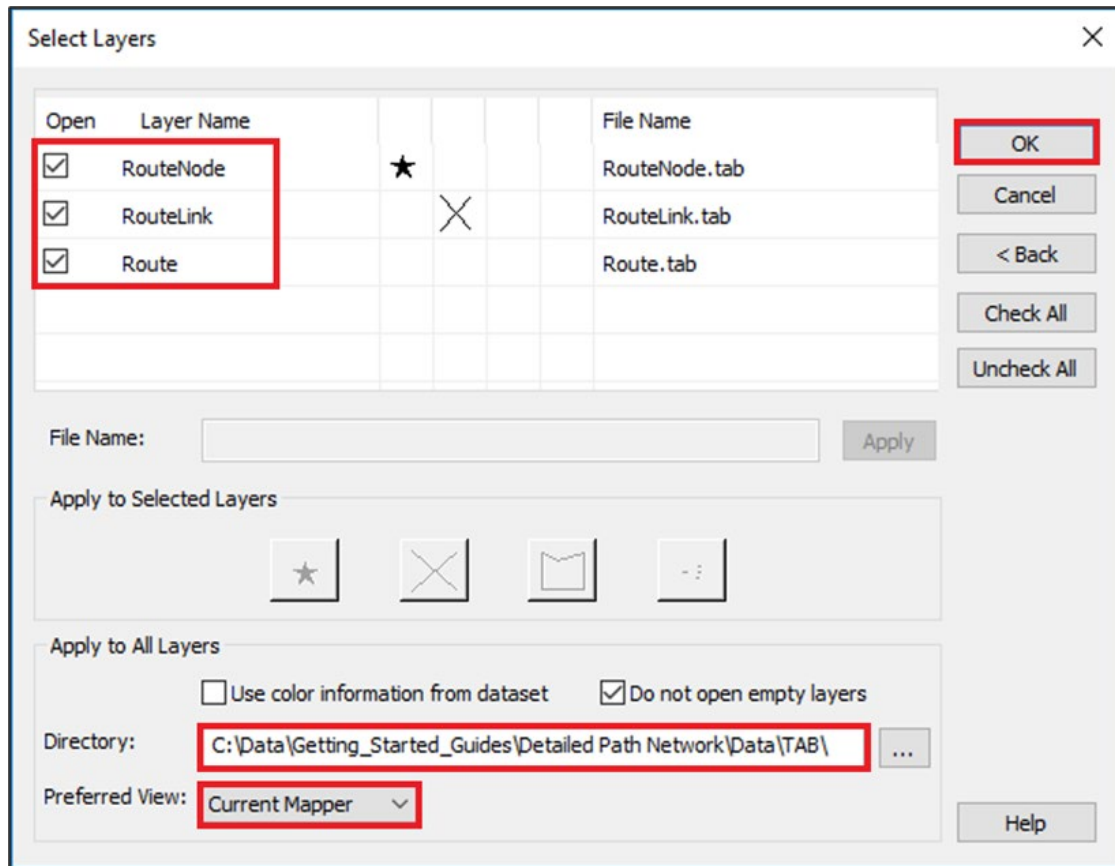 Select Layers
Open Layer Name File Name
RouteNode RouteNode.tab
RouteLink RouteLink.tab
Route Route.tab
OK
Cancel
< Back
Check All
Uncheck All
File Name:
Apply
Apply to Selected Layers
Apply to All Layers
Use color information from dataset Do not open empty layers
Directory: C:\Data\Getting_Started_Guides\Detailed Path Network\Data\TAB\ ...
Preferred View: Current Mapper
Help